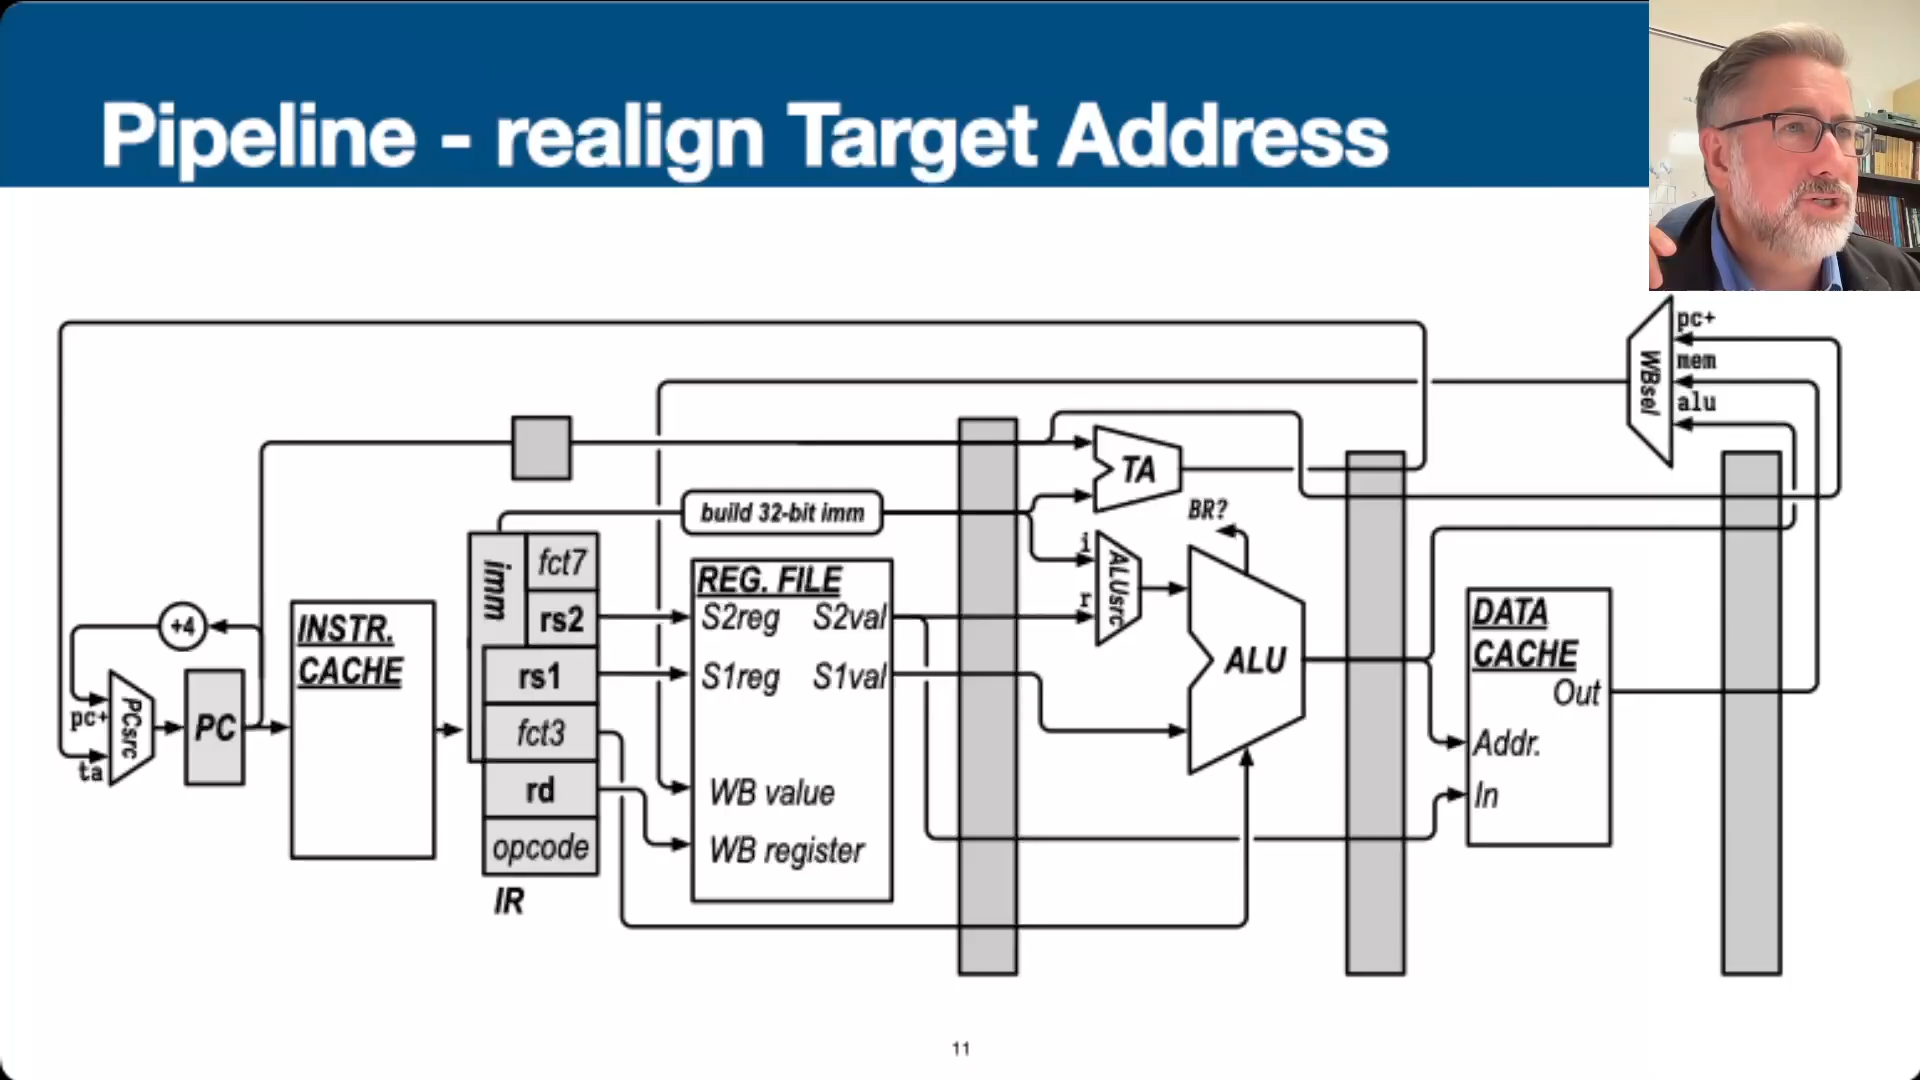 Pipeline - realign Target Address
pc+
mem
alu
WBsel
TA
build 32-bit imm
BR?
imm
fct7
rs2
rs1
fct3
rd
opcode
IR
REG. FILE
S2reg S2val
S1reg S1val
WB value
WB register
i
r
ALUsrc
ALU
DATA
CACHE
Out
Addr.
In
+4
INSTR.
CACHE
pc+
ta
PCsrc
PC
11